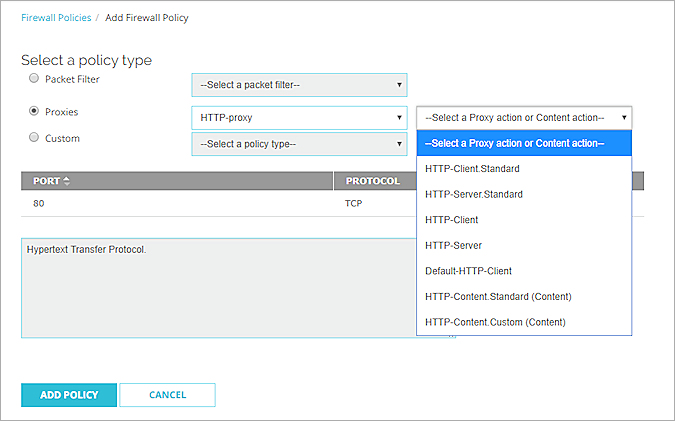 Firewall Policies / Add Firewall Policy
Select a policy type
Packet Filter
--Select a packet filter--
Proxies
HTTP-proxy
--Select a Proxy action or Content action--
Custom
--Select a policy type--
--Select a Proxy action or Content action--
HTTP-Client.Standard
HTTP-Server.Standard
HTTP-Client
HTTP-Server
Default-HTTP-Client
HTTP-Content.Standard (Content)
HTTP-Content.Custom (Content)
PORT PROTOCOL
80 TCP
Hypertext Transfer Protocol.
ADD POLICY CANCEL